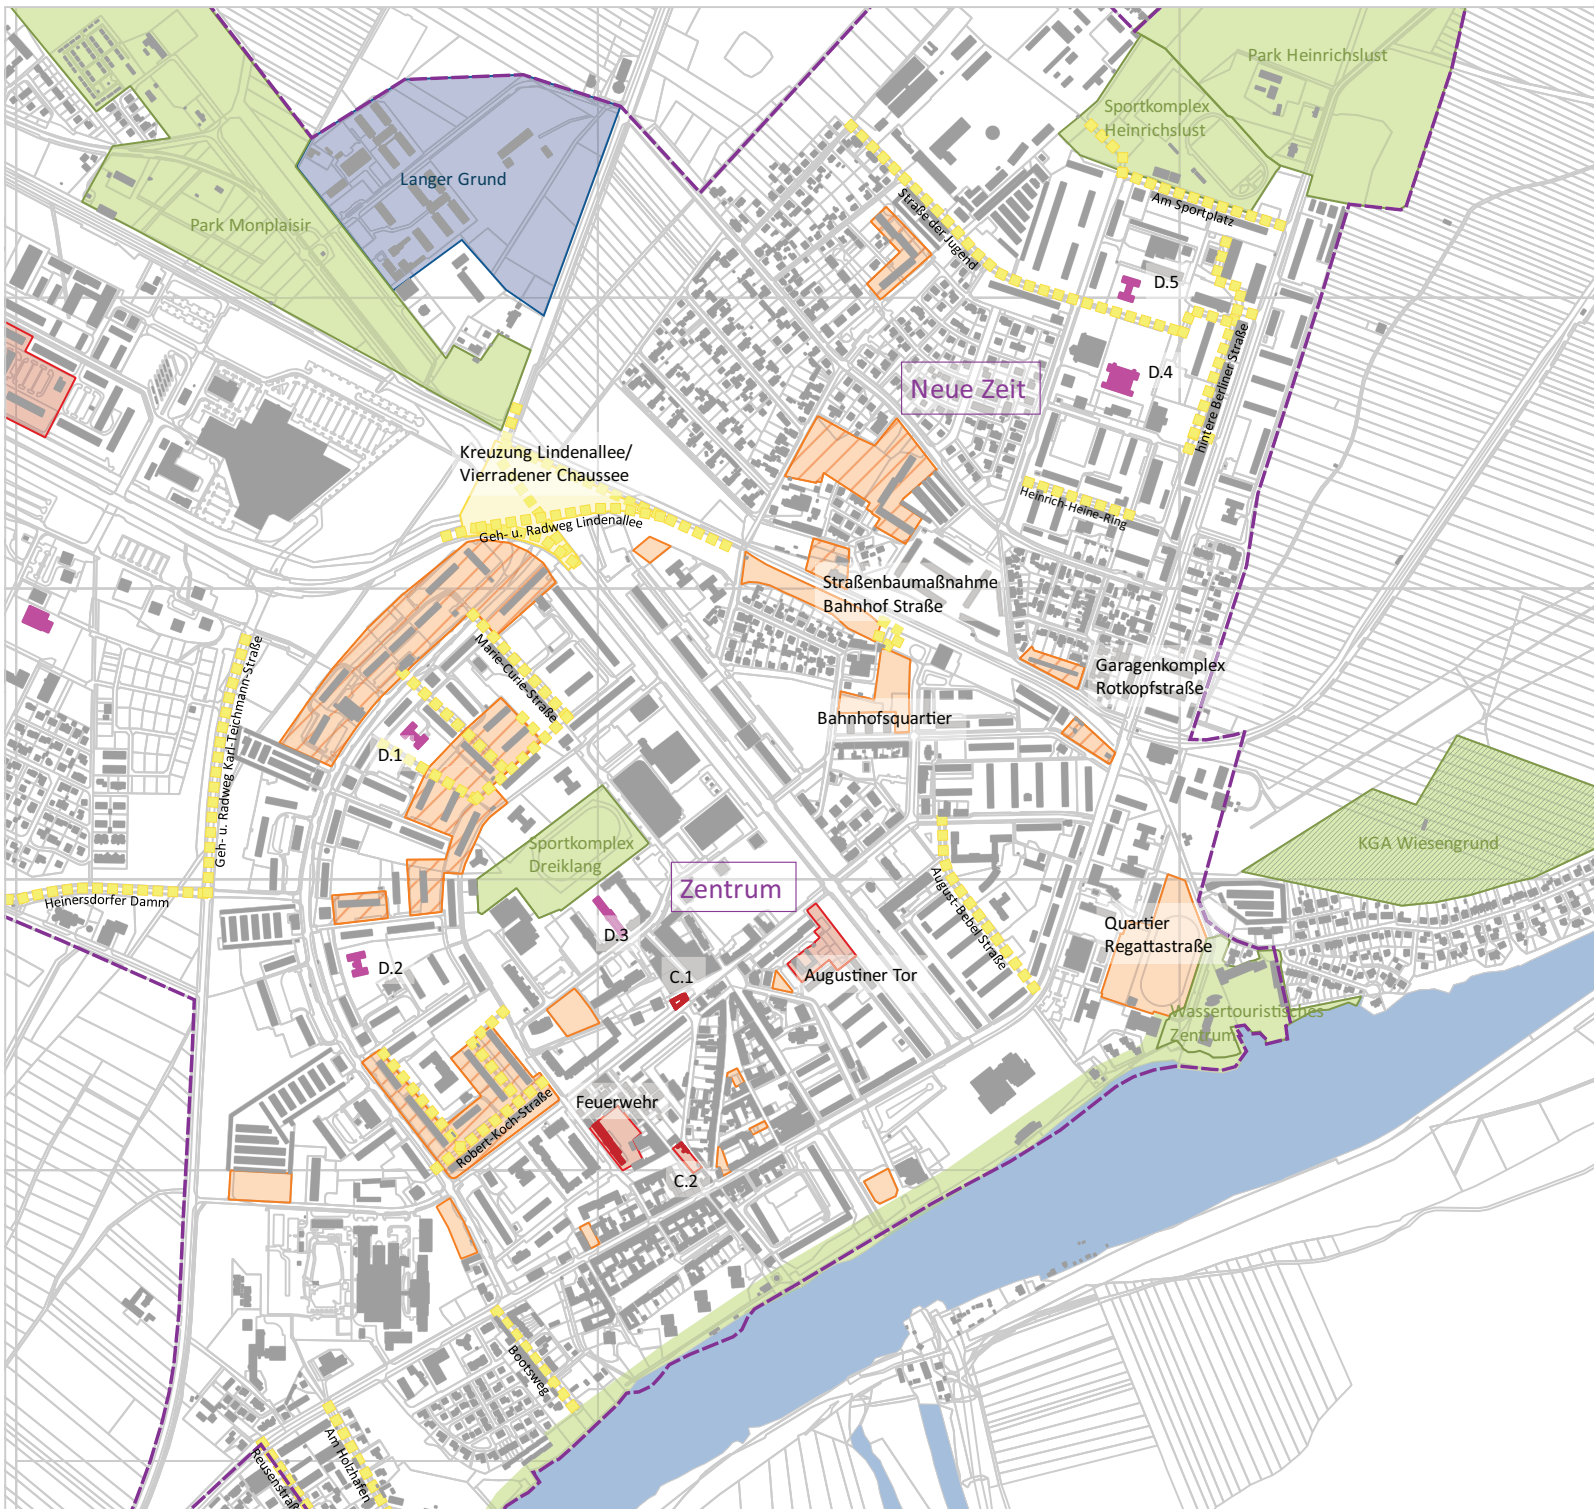 Park Heinrichslust
Sportkomplex
Heinrichslust
Langer Grund
Am Sportplatz
Park Monplaisir
Straße der Jugend
D.5
D.4
hintere Berliner Straße
Neue Zeit
Kreuzung Lindenallee/
Vierradener Chaussee
Geh- u. Radweg Lindenallee
Heinrich-Heine-Ring
Straßenbaumaßnahme
Bahnhof Straße
Marie-Curie-Straße
Geh- u. Radweg Karl-Teichmann-Straße
Garagenkomplex
Rotkopfstraße
Bahnhofsquartier
D.1
Sportkomplex
Dreiklang
KGA Wiesengrund
Zentrum
Heinersdorfer Damm
August-Bebel Straße
Quartier
Regattastraße
D.3
D.2
C.1
Augustiner Tor
Wassertouristisches
Zentrum
Feuerwehr
Robert-Koch-Straße
C.2
Bootsweg
Am Holzhafen
Reusenstraß